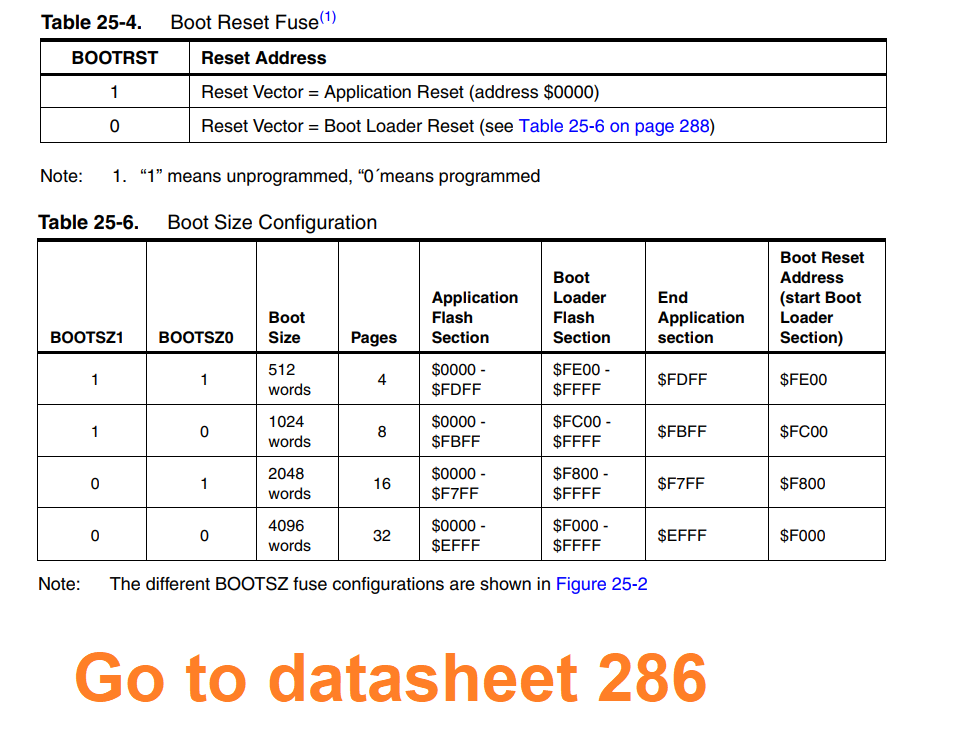 Table 25-4. Boot Reset Fuse(1)
BOOTRST Reset Address
1 Reset Vector = Application Reset (address $0000)
0 Reset Vector = Boot Loader Reset (see Table 25-6 on page 288)
Note: 1. “1” means unprogrammed, “0´means programmed
Table 25-6. Boot Size Configuration
BOOTSZ1 BOOTSZ0 Boot Size Pages Application Flash Section Boot Loader Flash Section End Application section Boot Reset Address (start Boot Loader Section)
1 1 512 words 4 $0000 - $FDFF $FE00 - $FFFF $FDFF $FE00
1 0 1024 words 8 $0000 - $FBFF $FC00 - $FFFF $FBFF $FC00
0 1 2048 words 16 $0000 - $F7FF $F800 - $FFFF $F7FF $F800
0 0 4096 words 32 $0000 - $EFFF $F000 - $FFFF $EFFF $F000
Note: The different BOOTSZ fuse configurations are shown in Figure 25-2
Go to datasheet 286